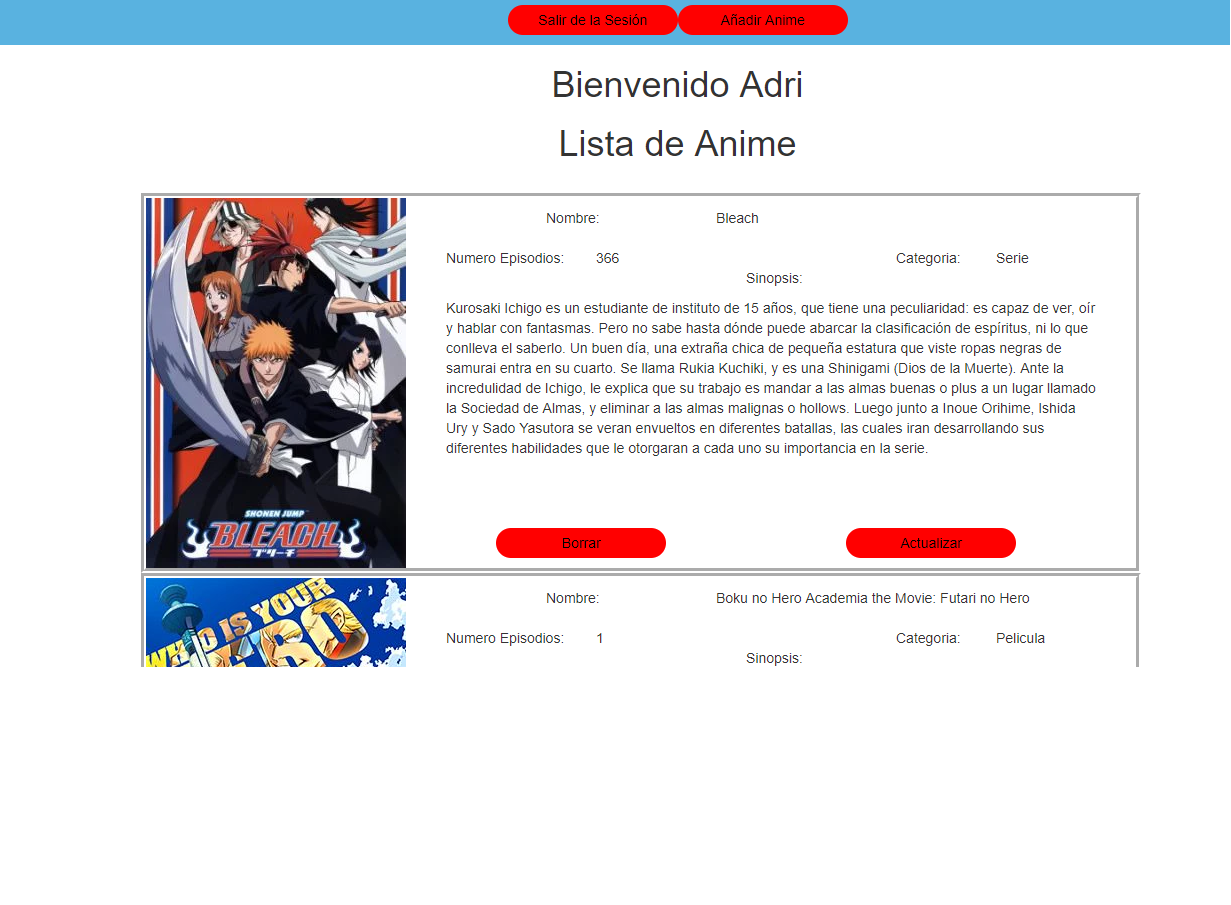 Salir de la Sesión Añadir Anime
Bienvenido Adri
Lista de Anime
Nombre: Bleach
Numero Episodios: 366 Categoria: Serie
Sinopsis:
Kurosaki Ichigo es un estudiante de instituto de 15 años, que tiene una peculiaridad: es capaz de ver, oír
y hablar con fantasmas. Pero no sabe hasta dónde puede abarcar la clasificación de espíritus, ni lo que
conlleva el saberlo. Un buen día, una extraña chica de pequeña estatura que viste ropas negras de
samurai entra en su cuarto. Se llama Rukia Kuchiki, y es una Shinigami (Dios de la Muerte). Ante la
incredulidad de Ichigo, le explica que su trabajo es mandar a las almas buenas o plus a un lugar llamado
la Sociedad de Almas, y eliminar a las almas malignas o hollows. Luego junto a Inoue Orihime, Ishida
Ury y Sado Yasutora se veran envueltos en diferentes batallas, las cuales iran desarrollando sus
diferentes habilidades que le otorgaran a cada uno su importancia en la serie.
SHONEN JUMP
BLEACH
ブリーチ
Borrar Actualizar
WHO IS YOUR
HERO
Nombre: Boku no Hero Academia the Movie: Futari no Hero
Numero Episodios: 1 Categoria: Pelicula
Sinopsis: